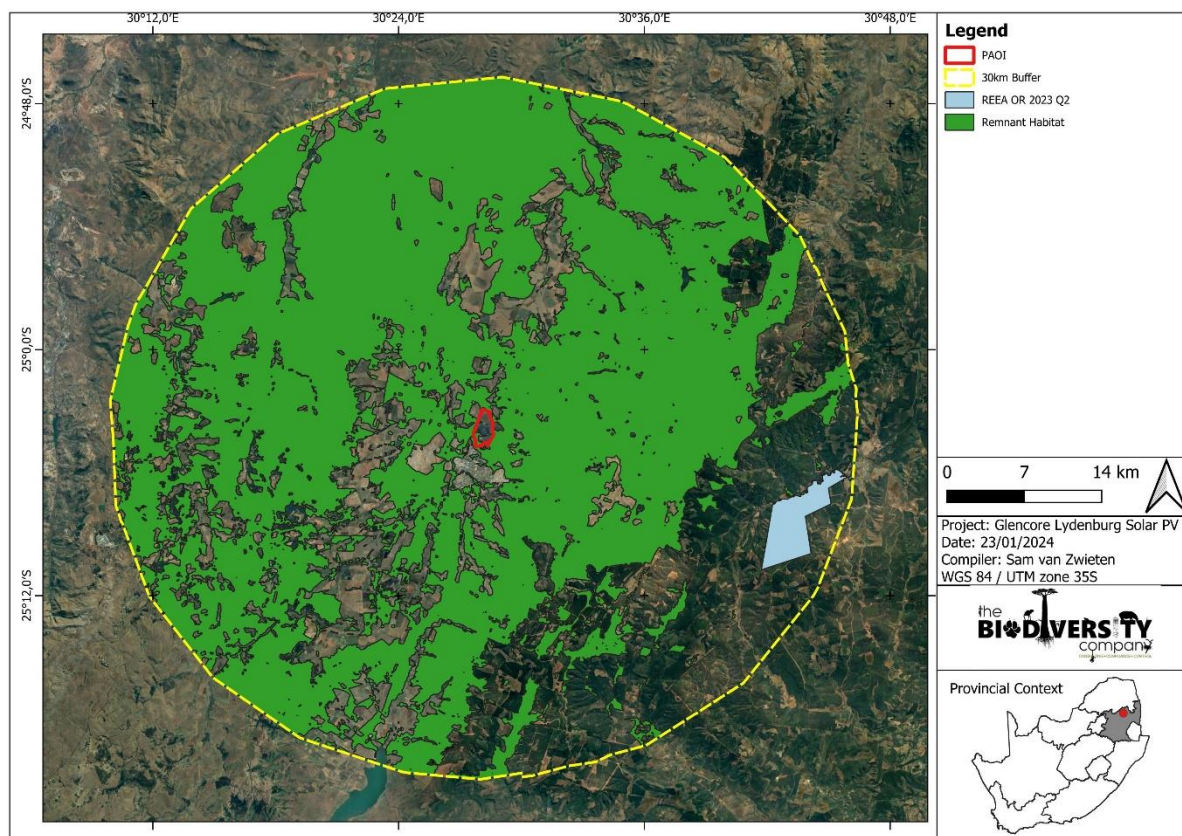 30°12,0'E
30°24,0'E
30°36,0'E
30°48,0'E
24°48,0'S
25°0,0'S
25°12,0'S
Legend
PAOI
30km Buffer
REEA OR 2023 Q2
Remnant Habitat
0 7 14 km
Project: Glencore Lydenburg Solar PV
Date: 23/01/2024
Compiler: Sam van Zwieten
WGS 84 / UTM zone 35S
the
BIODIVERSITY
company
Provincial Context